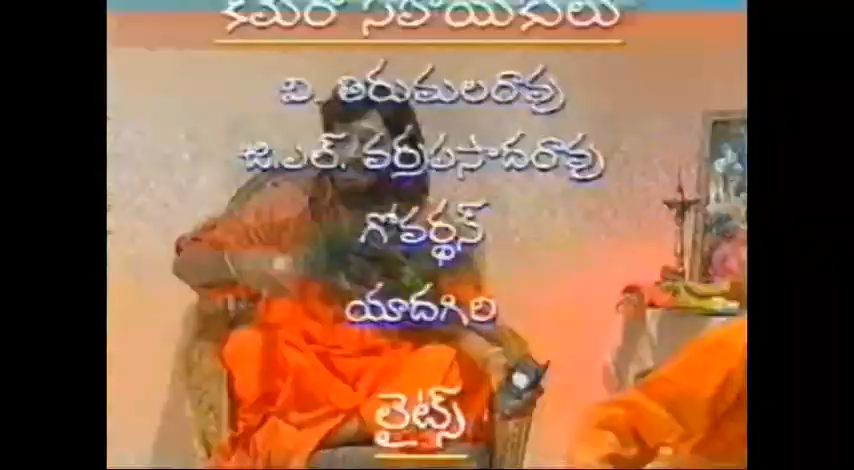 కెమెరా సహాయకులు
వి. తిరుమలరావు
జి.ఎల్. వరప్రసాదరావు
గోవర్ధన్
యాదగిరి
లైట్స్